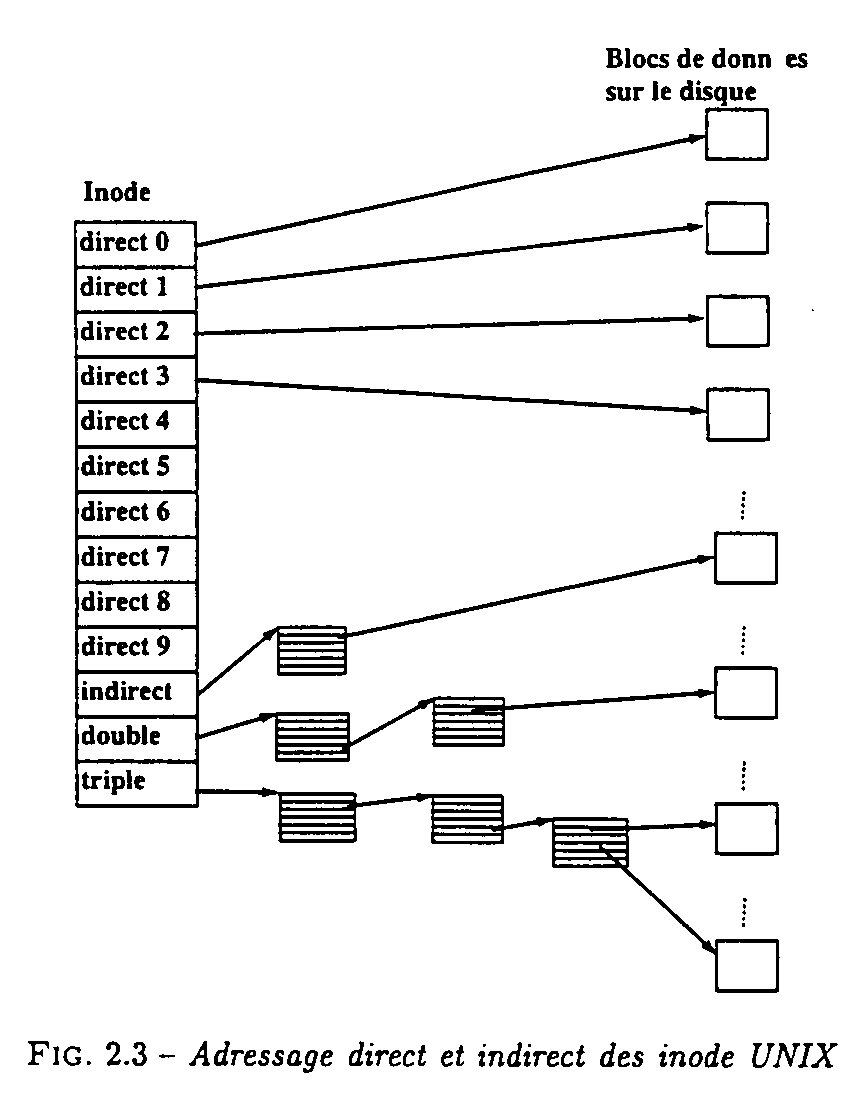 Blocs de donn es
sur le disque
Inode
direct 0
direct 1
direct 2
direct 3
direct 4
direct 5
direct 6
direct 7
direct 8
direct 9
indirect
double
triple
FIG. 2.3 – Adressage direct et indirect des inode UNIX